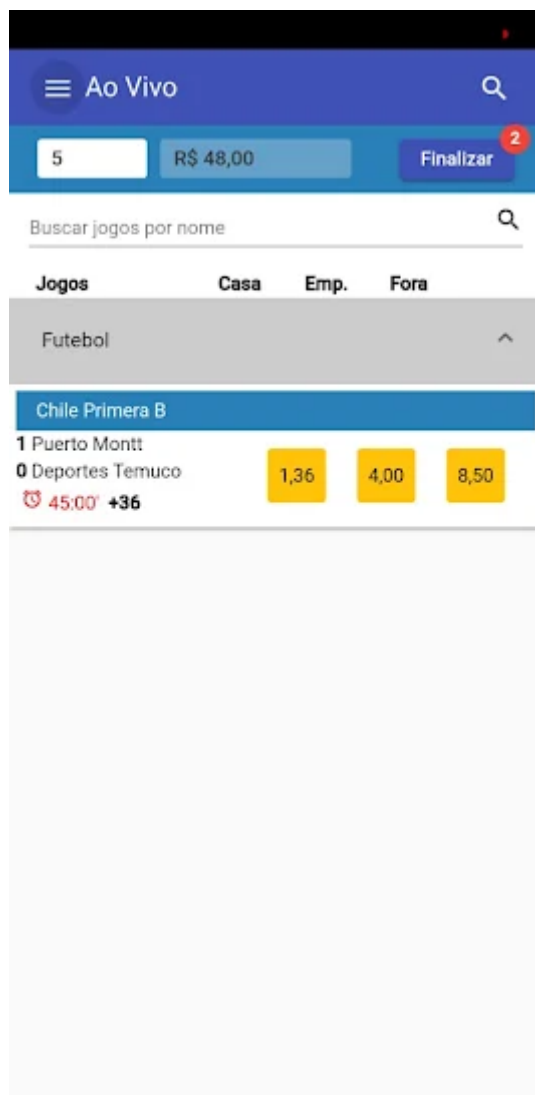 Ao Vivo
5 R$ 48,00 Finalizar 2
Buscar jogos por nome
Jogos Casa Emp. Fora
Futebol
Chile Primera B
1 Puerto Montt
0 Deportes Temuco
1,36 4,00 8,50
45:00' +36